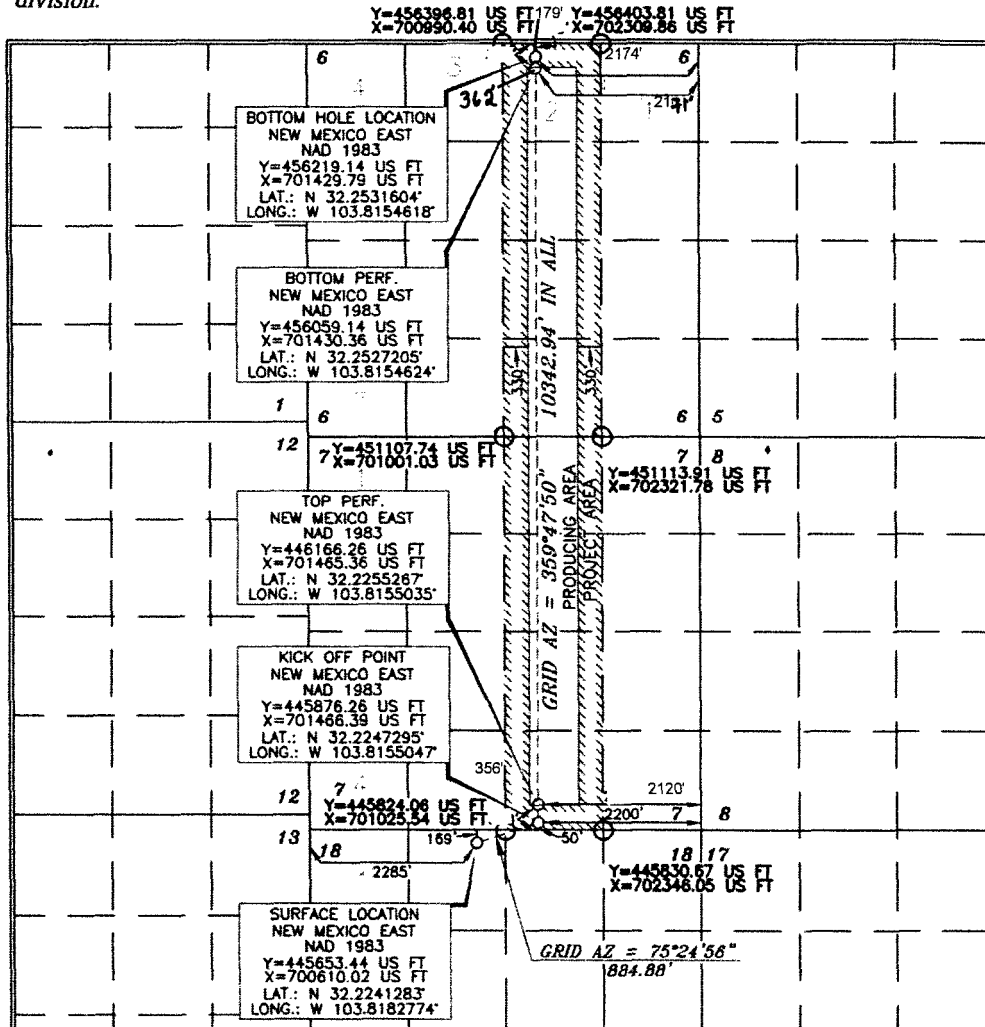 division.
Y=456396.81 US FT
X=700990.40 US FT
179'
Y=456403.81 US FT
X=702309.86 US FT
6
2174'
6
362'
BOTTOM HOLE LOCATION
NEW MEXICO EAST
NAD 1983
Y=456219.14 US FT
X=701429.79 US FT
LAT.: N 32.2531604°
LONG.: W 103.8154618°
BOTTOM PERF.
NEW MEXICO EAST
NAD 1983
Y=456059.14 US FT
X=701430.36 US FT
LAT.: N 32.2527205°
LONG.: W 103.8154624°
330'
330'
GRID AZ = 359°47'50"
10342.94' IN ALL
PRODUCING AREA
PROJECT AREA
1
6
6
5
12
7
7
8
Y=451107.74 US FT
X=701001.03 US FT
Y=451113.91 US FT
X=702321.78 US FT
TOP PERF.
NEW MEXICO EAST
NAD 1983
Y=446166.26 US FT
X=701465.36 US FT
LAT.: N 32.2255267°
LONG.: W 103.8155035°
KICK OFF POINT
NEW MEXICO EAST
NAD 1983
Y=445876.26 US FT
X=701466.39 US FT
LAT.: N 32.2247295°
LONG.: W 103.8155047°
356'
2120'
12
7
2200'
7
8
Y=445824.06 US FT
X=701025.54 US FT
169'
50'
13
18
18
17
2285'
Y=445830.67 US FT
X=702346.05 US FT
SURFACE LOCATION
NEW MEXICO EAST
NAD 1983
Y=445653.44 US FT
X=700610.02 US FT
LAT.: N 32.2241283°
LONG.: W 103.8182774°
GRID AZ = 75°24'56"
884.88'